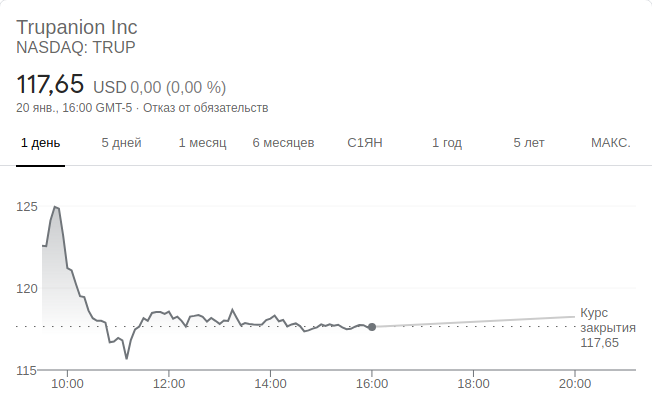 Trupanion Inc
NASDAQ: TRUP
117,65 USD 0,00 (0,00 %)
20 янв., 16:00 GMT-5 · Отказ от обязательств
1 день 5 дней 1 месяц 6 месяцев С1ЯН 1 год 5 лет МАКС.
125
120
Курс
закрытия
117,65
115
10:00 12:00 14:00 16:00 18:00 20:00